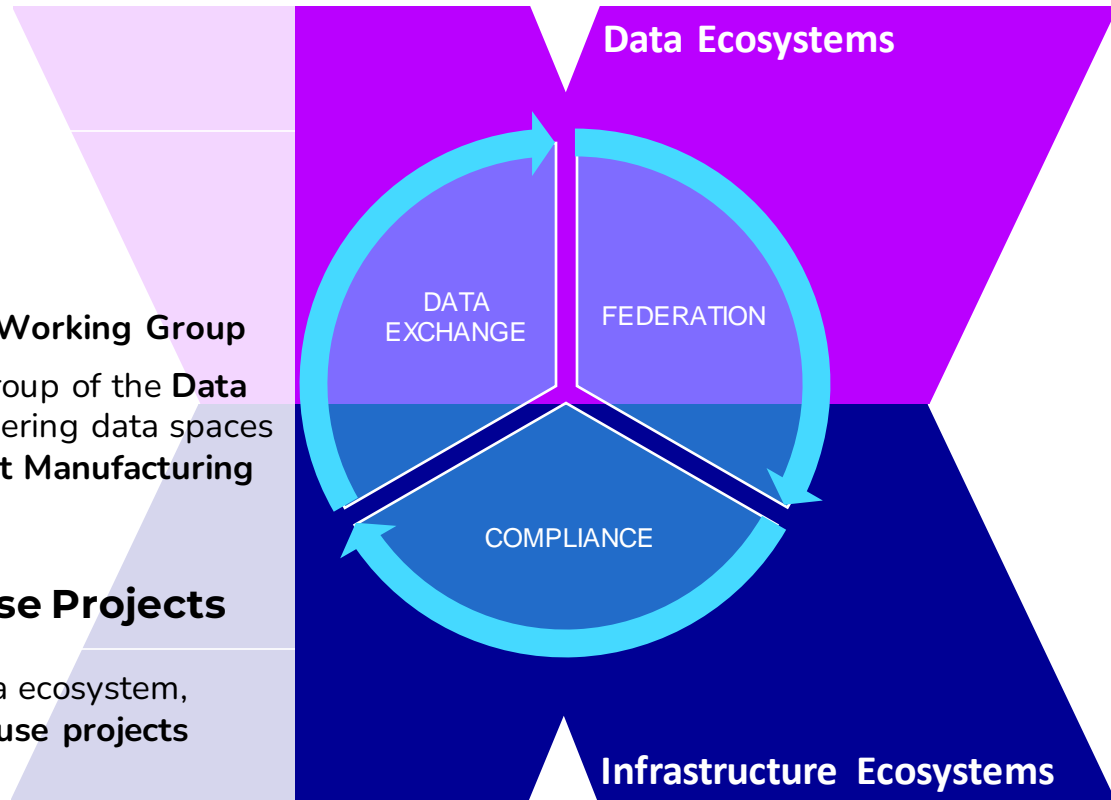 Data Ecosystems
DATA
EXCHANGE
FEDERATION
Working Group
roup of the Data
ering data spaces
t Manufacturing
COMPLIANCE
se Projects
a ecosystem,
use projects
Infrastructure Ecosystems